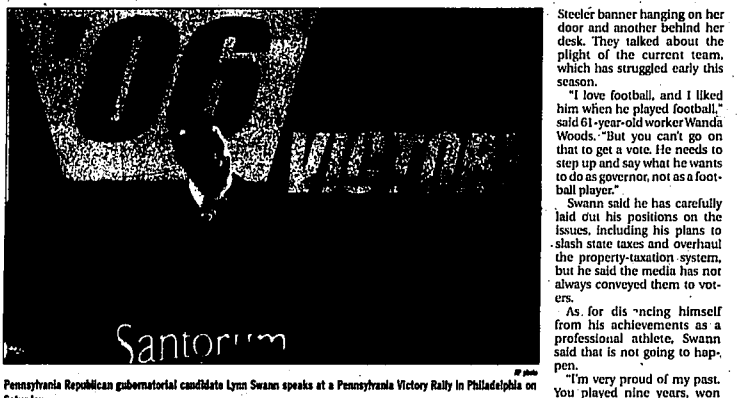 '06
VICTORY
Santorum
AP photo
Pennsylvania Republican gubernatorial candidate Lynn Swann speaks at a Pennsylvania Victory Rally in Philadelphia on
Saturday
Steeler banner hanging on her
door and another behind her
desk. They talked about the
plight of the current team,
which has struggled early this
season.
"I love football, and I liked
him when he played football,"
said 61-year-old worker Wanda
Woods. "But you can't go on
that to get a vote. He needs to
step up and say what he wants
to do as governor, not as a foot-
ball player."
Swann said he has carefully
laid out his positions on the
issues, including his plans to
slash state taxes and overhaul
the property-taxation system,
but he said the media has not
always conveyed them to vot-
ers.
As for dis ncing himself
from his achievements as a
professional athlete, Swann
said that is not going to hap-
pen.
"I'm very proud of my past.
You played nine years, won